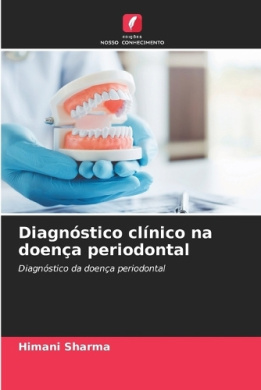 edições
NOSSO CONHECIMENTO
Diagnóstico clínico na
doença periodontal
Diagnóstico da doença periodontal
Himani Sharma